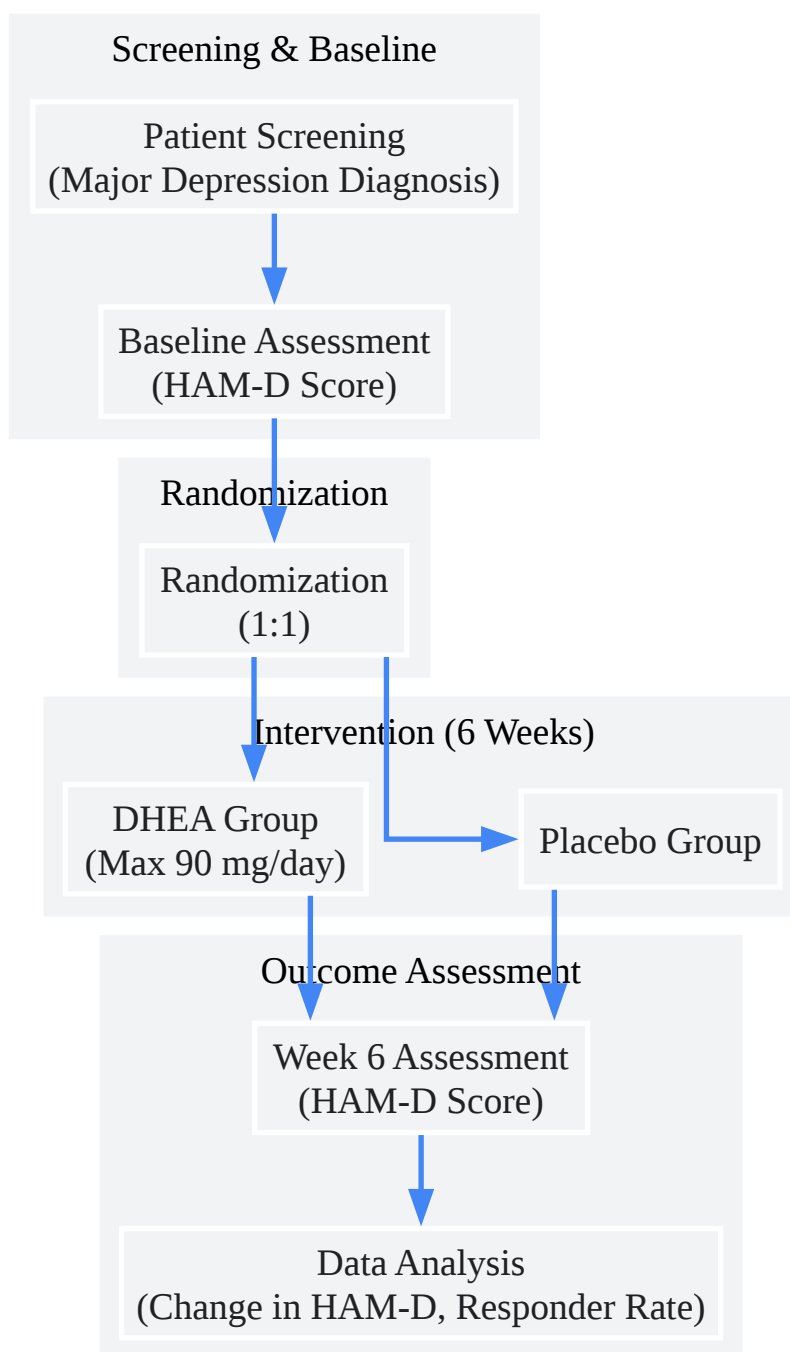 Screening & Baseline
Patient Screening
(Major Depression Diagnosis)
Baseline Assessment
(HAM-D Score)
Randomization
Randomization
(1:1)
Intervention (6 Weeks)
DHEA Group
(Max 90 mg/day)
Placebo Group
Outcome Assessment
Week 6 Assessment
(HAM-D Score)
Data Analysis
(Change in HAM-D, Responder Rate)